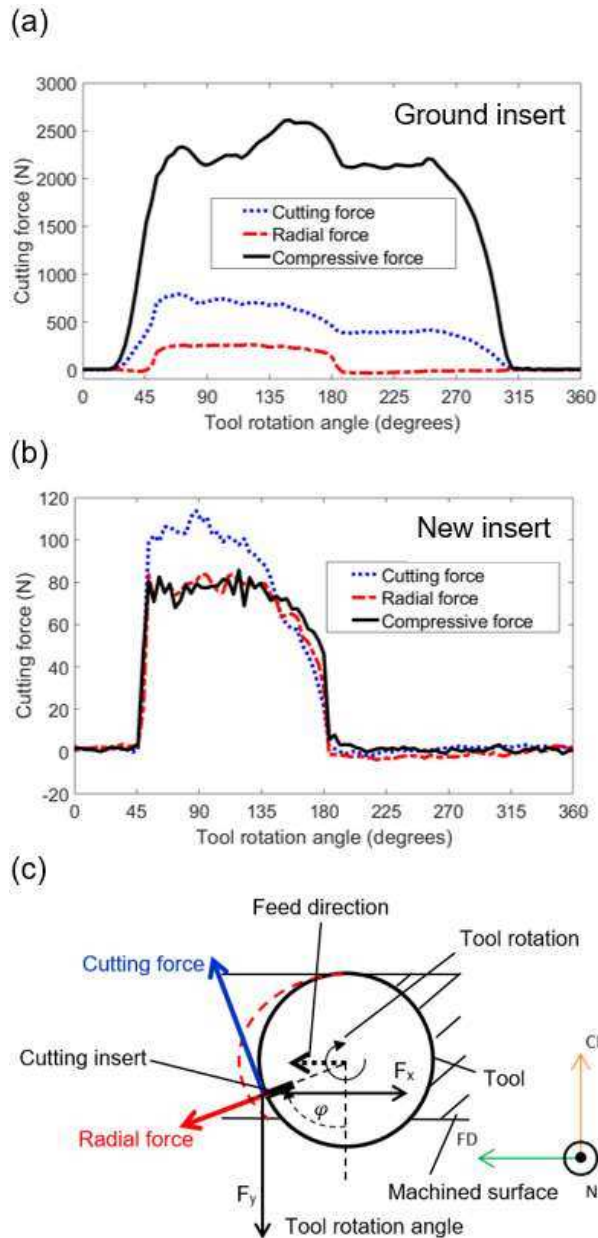 (a)
3000
2500
2000
1500
1000
500
0
Cutting force (N)
Ground insert
Cutting force
Radial force
Compressive force
0 45 90 135 180 225 270 315 360
Tool rotation angle (degrees)
(b)
120
100
80
60
40
20
0
-20
Cutting force (N)
New insert
Cutting force
Radial force
Compressive force
0 45 90 135 180 225 270 315 360
Tool rotation angle (degrees)
(c)
Feed direction
Tool rotation
Cutting force
Cutting insert
Fx
Tool
Radial force
φ
FD
Machined surface
N
Fy
Tool rotation angle